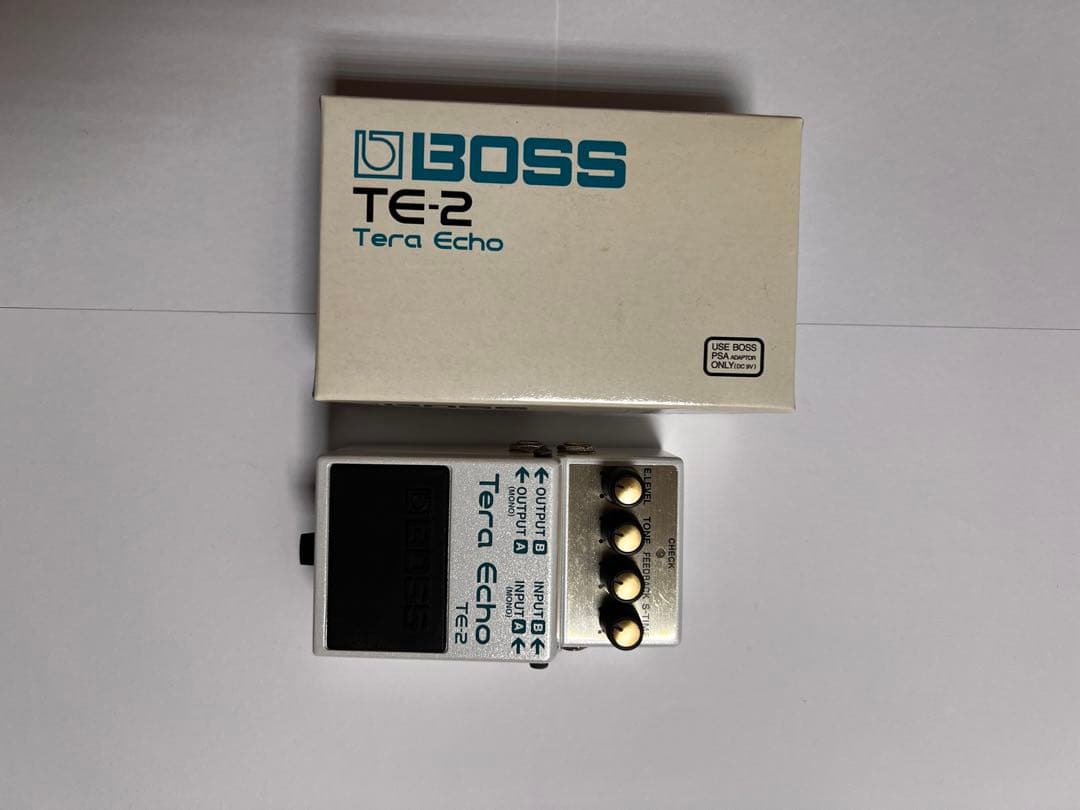 BOSS
TE-2
Tera Echo
USE BOSS
PSA ADAPTOR
ONLY (DC 9V)
E.LEVEL TONE FEEDBACK S-TIM
CHECK
OUTPUT B INPUT B
OUTPUT A INPUT A
(MONO) (MONO)
Tera Echo
TE-2
BOSS